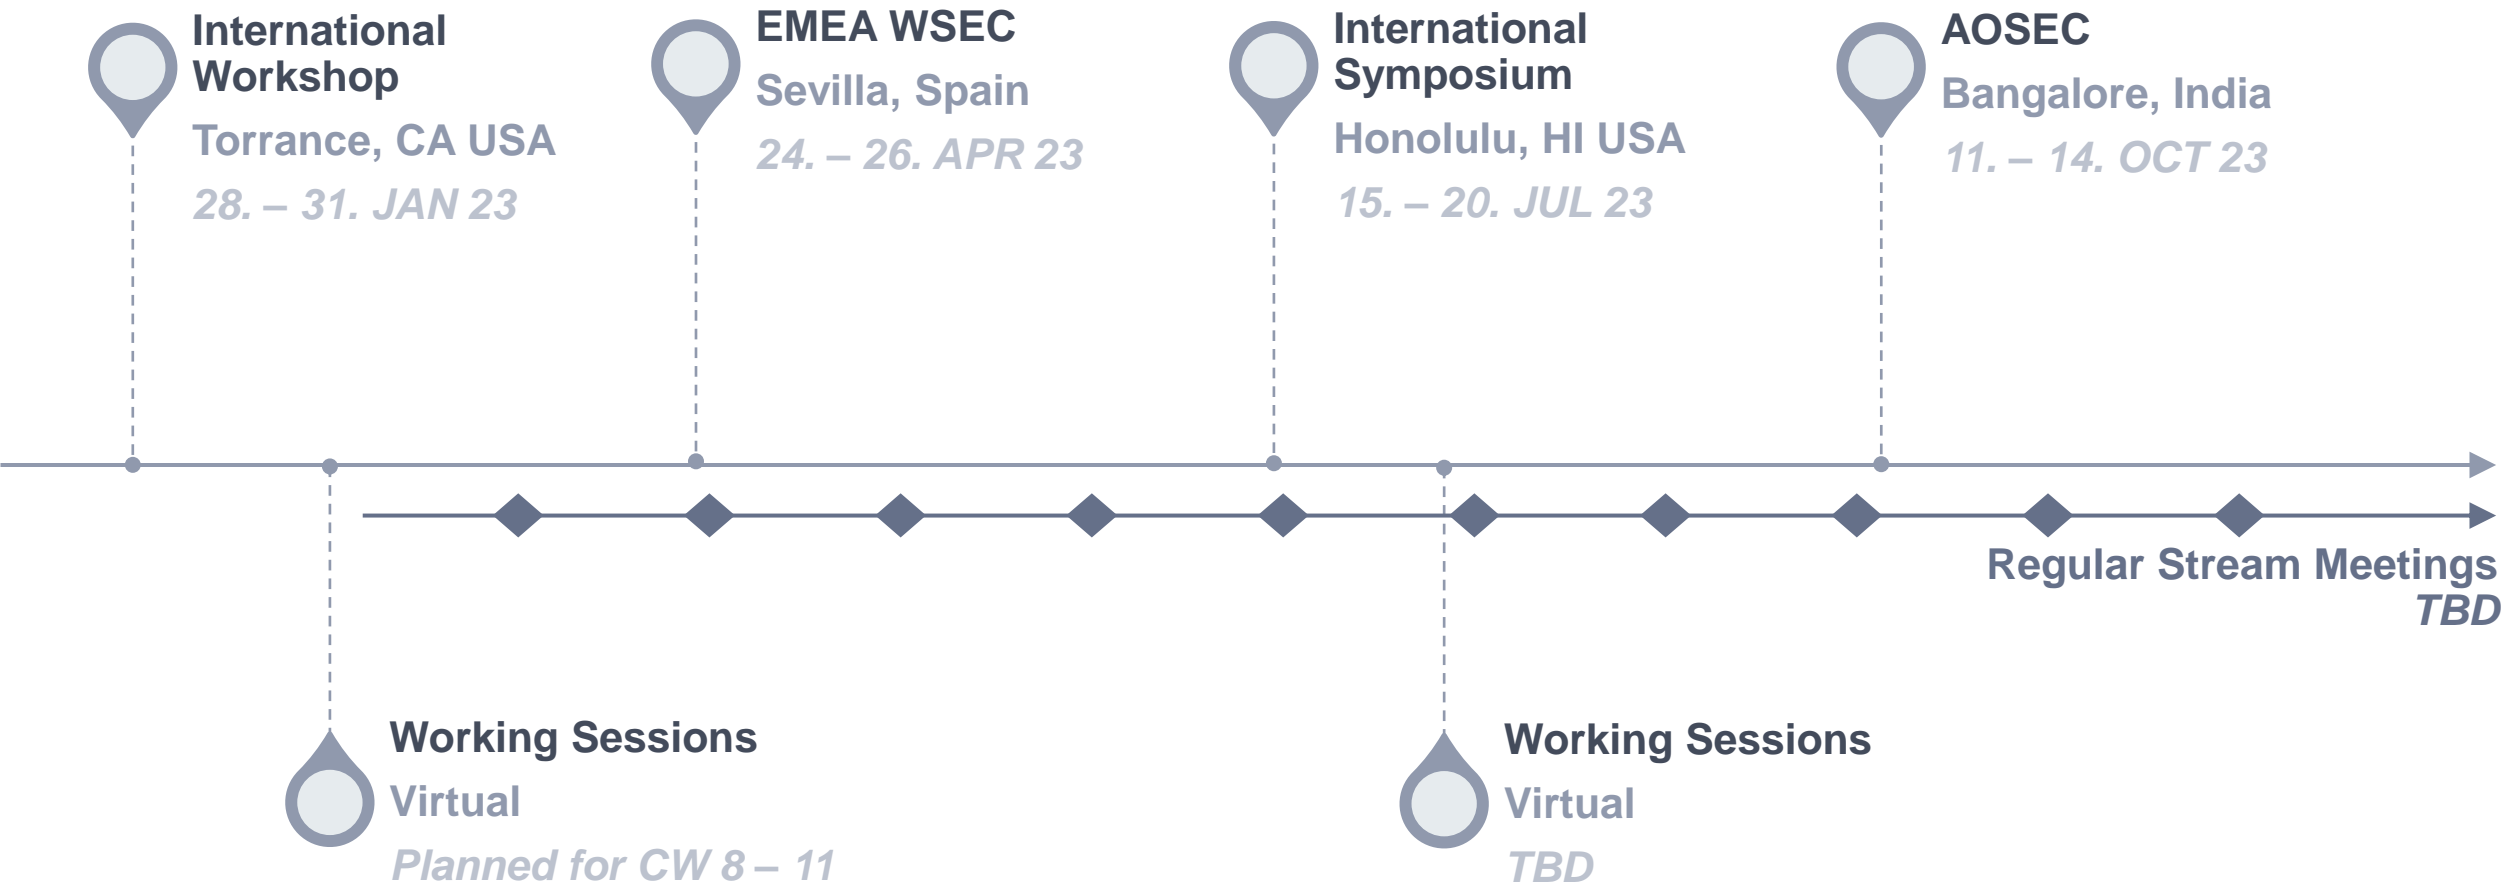 International
Workshop
Torrance, CA USA
28. – 31. JAN 23
EMEA WSEC
Sevilla, Spain
24. – 26. APR 23
International
Symposium
Honolulu, HI USA
15. – 20. JUL 23
AOSEC
Bangalore, India
11. – 14. OCT 23
Regular Stream Meetings
TBD
Working Sessions
Virtual
Planned for CW 8 – 11
Working Sessions
Virtual
TBD